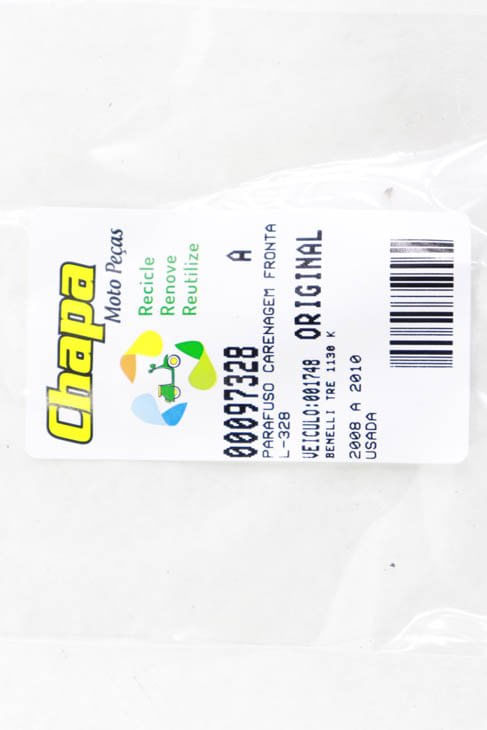 Chapa
Moto Peças
Recicle
Renove
Reutilize
00097328 A
PARAFUSO CARENAGEM FRONTA
L-328
VEICULO:001748 ORIGINAL
BENELLI TRE 1130 K
2008 A 2010
USADA